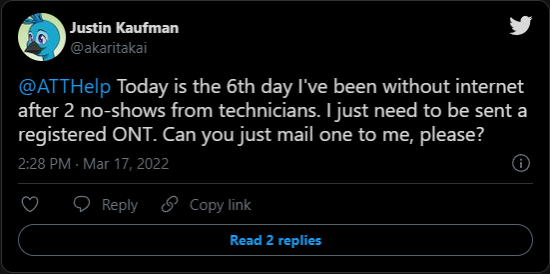 Justin Kaufman
@akaritakai
@ATTHelp Today is the 6th day I've been without internet
after 2 no-shows from technicians. I just need to be sent a
registered ONT. Can you just mail one to me, please?
2:28 PM · Mar 17, 2022
Reply Copy link
Read 2 replies